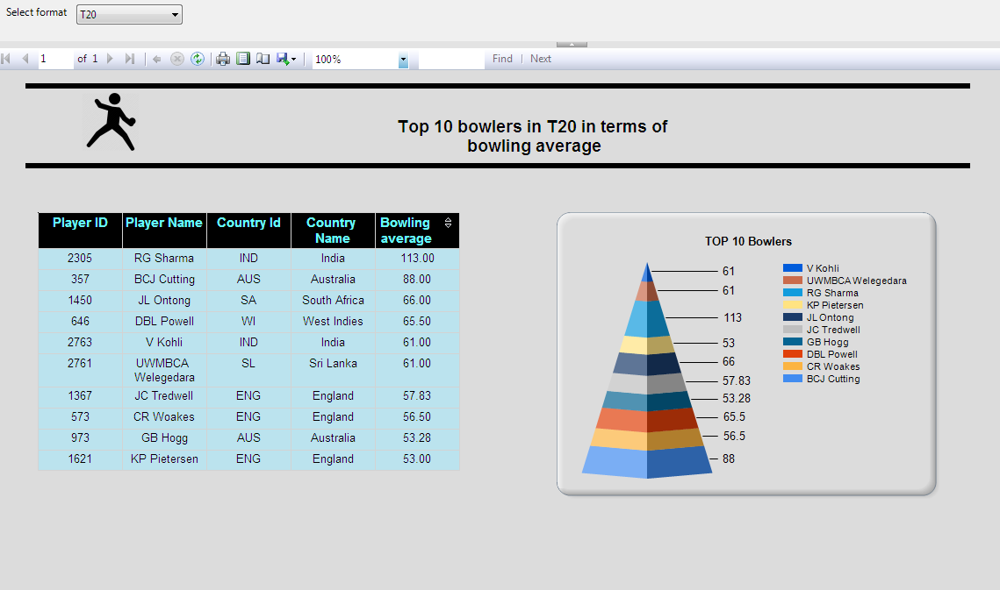 Select format T20
1 of 1 100% Find Next
Top 10 bowlers in T20 in terms of
bowling average
Player ID Player Name Country Id Country Name Bowling average
2305 RG Sharma IND India 113.00
357 BCJ Cutting AUS Australia 88.00
1450 JL Ontong SA South Africa 66.00
646 DBL Powell WI West Indies 65.50
2763 V Kohli IND India 61.00
2761 UWMBCA Welegedara SL Sri Lanka 61.00
1367 JC Tredwell ENG England 57.83
573 CR Woakes ENG England 56.50
973 GB Hogg AUS Australia 53.28
1621 KP Pietersen ENG England 53.00
TOP 10 Bowlers
61
61
113
53
66
57.83
53.28
65.5
56.5
88
V Kohli
UWMBCA Welegedara
RG Sharma
KP Pietersen
JL Ontong
JC Tredwell
GB Hogg
DBL Powell
CR Woakes
BCJ Cutting